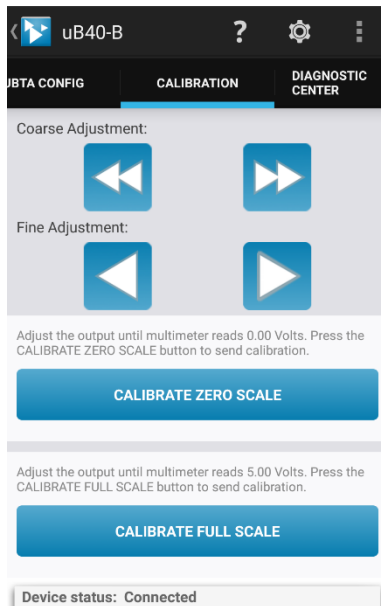 uB40-B ?
UBTA CONFIG CALIBRATION DIAGNOSTIC
CENTER
Coarse Adjustment:
Fine Adjustment:
Adjust the output until multimeter reads 0.00 Volts. Press the
CALIBRATE ZERO SCALE button to send calibration.
CALIBRATE ZERO SCALE
Adjust the output until multimeter reads 5.00 Volts. Press the
CALIBRATE FULL SCALE button to send calibration.
CALIBRATE FULL SCALE
Device status: Connected